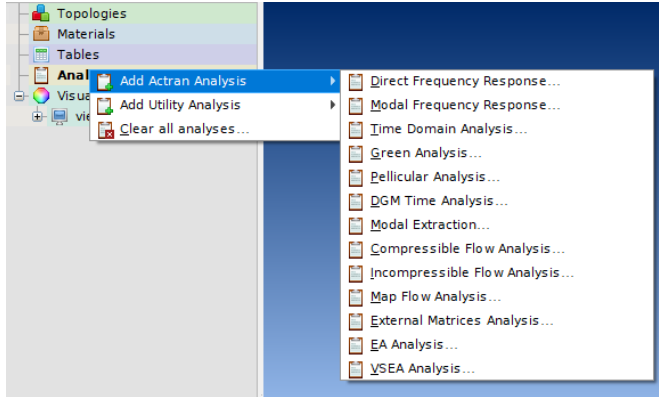 Topologies
Materials
Tables
Anal
Visua
vie
Add Actran Analysis
Add Utility Analysis
Clear all analyses...
Direct Frequency Response...
Modal Frequency Response...
Time Domain Analysis...
Green Analysis...
Pellicular Analysis...
DGM Time Analysis...
Modal Extraction...
Compressible Flow Analysis...
Incompressible Flow Analysis...
Map Flow Analysis...
External Matrices Analysis...
EA Analysis...
VSEA Analysis...